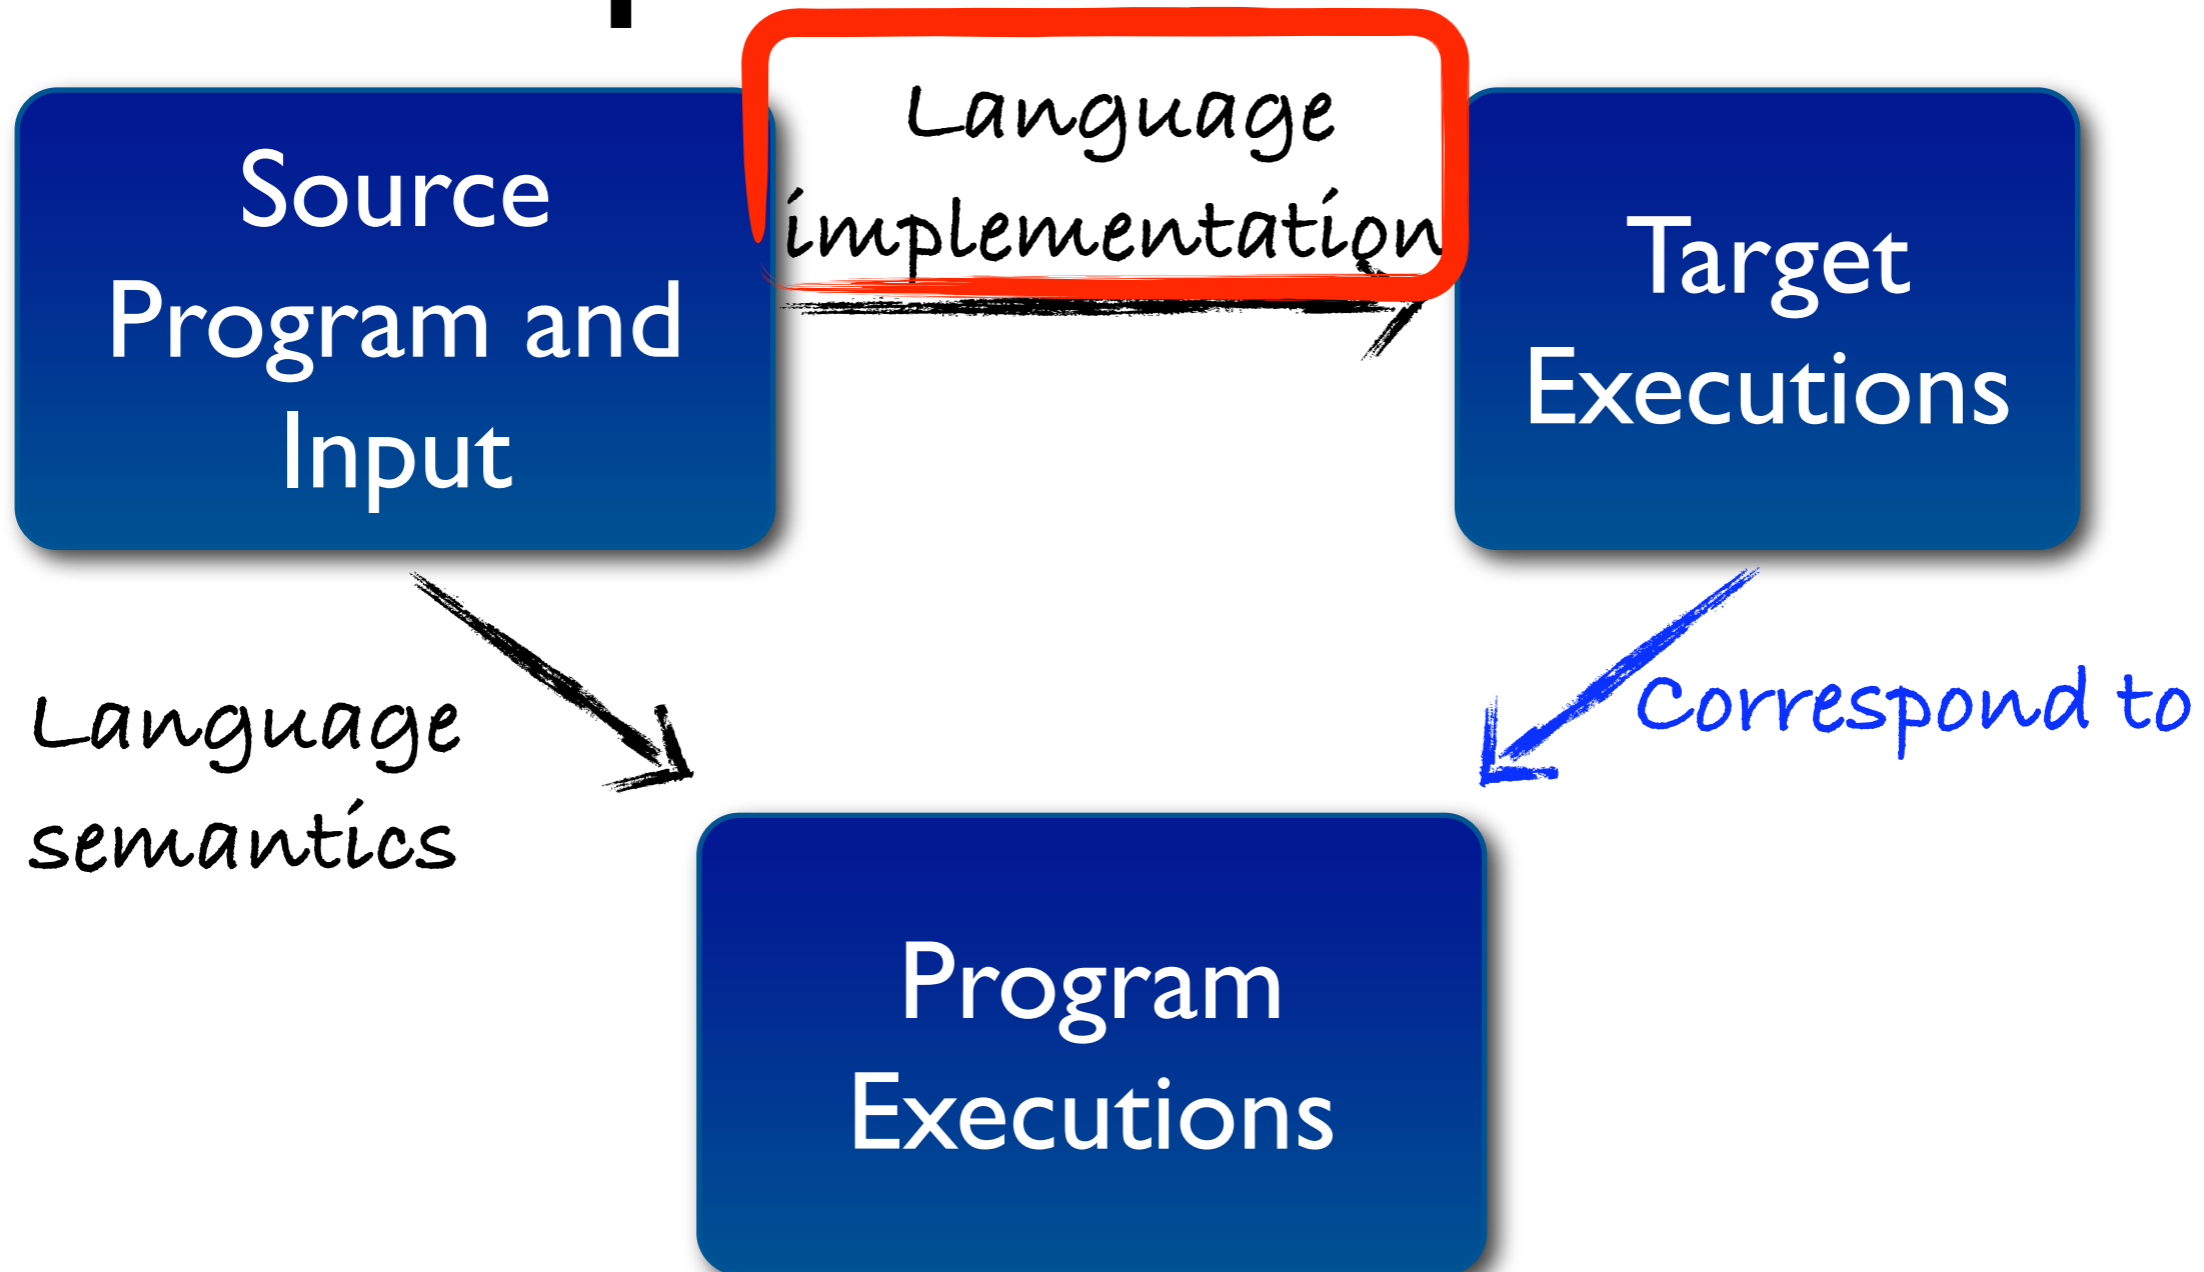 Language
implementation
Source
Program and
Input
Target
Executions
Language
semantics
Correspond to
Program
Executions